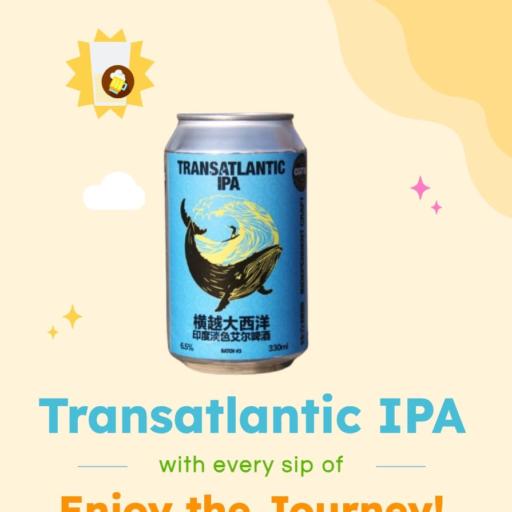 TRANSATLANTIC
IPA
横越大西洋
印度淡色艾尔啤酒
6.5%
BATCH #3
330ml
Transatlantic IPA
with every sip of
Enjoy the Journey!